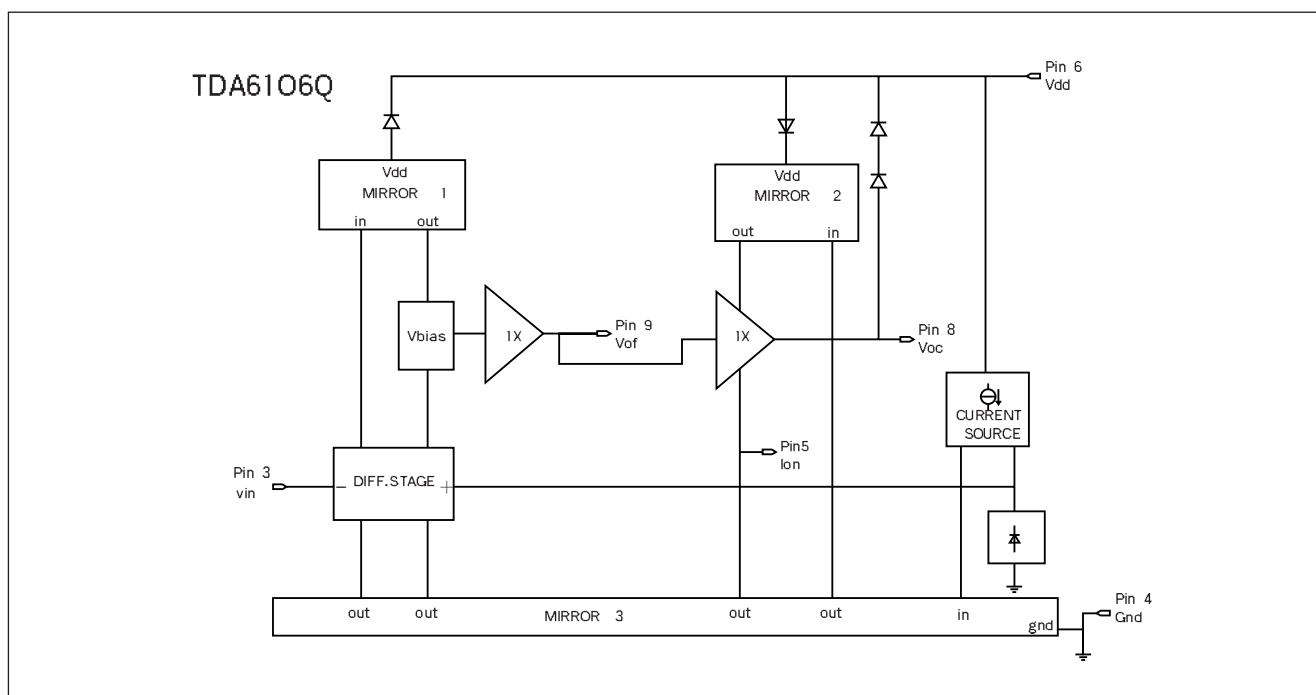 TDA6106Q
Pin 6
Vdd
Vdd
MIRROR 1
in out
Vdd
MIRROR 2
out in
Vbias
1X
Pin 9
Vof
1X
Pin 8
Voc
CURRENT
SOURCE
Pin5
Ion
Pin 3
vin
− DIFF.STAGE +
out out MIRROR 3 out out in gnd
Pin 4
Gnd